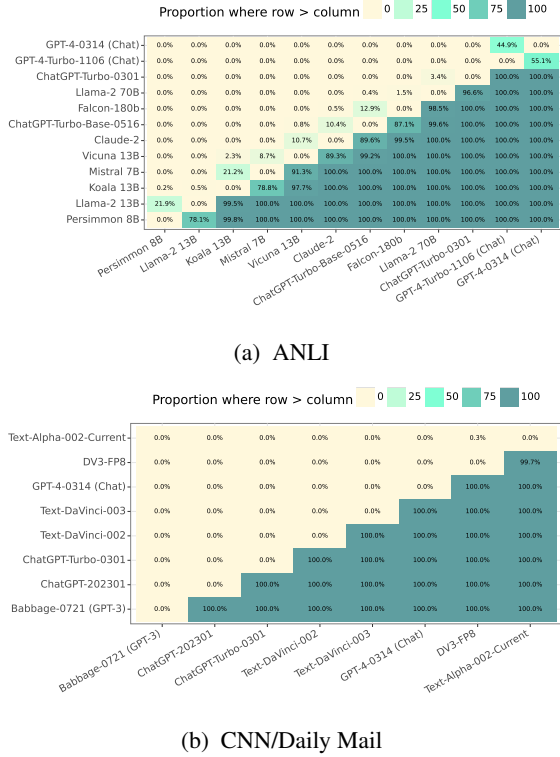 Proportion where row > column 0 25 50 75 100
GPT-4-0314 (Chat) 0.0% 0.0% 0.0% 0.0% 0.0% 0.0% 0.0% 0.0% 0.0% 0.0% 44.9% 0.0%
GPT-4-Turbo-1106 (Chat) 0.0% 0.0% 0.0% 0.0% 0.0% 0.0% 0.0% 0.0% 0.0% 0.0% 0.0% 55.1%
ChatGPT-Turbo-0301 0.0% 0.0% 0.0% 0.0% 0.0% 0.0% 0.0% 0.0% 3.4% 0.0% 100.0% 100.0%
Llama-2 70B 0.0% 0.0% 0.0% 0.0% 0.0% 0.0% 0.4% 1.5% 0.0% 96.6% 100.0% 100.0%
Falcon-180b 0.0% 0.0% 0.0% 0.0% 0.0% 0.5% 12.9% 0.0% 98.5% 100.0% 100.0% 100.0%
ChatGPT-Turbo-Base-0516 0.0% 0.0% 0.0% 0.0% 0.8% 10.4% 0.0% 87.1% 99.6% 100.0% 100.0% 100.0%
Claude-2 0.0% 0.0% 0.0% 0.0% 10.7% 0.0% 89.6% 99.5% 100.0% 100.0% 100.0% 100.0%
Vicuna 13B 0.0% 0.0% 2.3% 8.7% 0.0% 89.3% 99.2% 100.0% 100.0% 100.0% 100.0% 100.0%
Mistral 7B 0.0% 0.0% 21.2% 0.0% 91.3% 100.0% 100.0% 100.0% 100.0% 100.0% 100.0% 100.0%
Koala 13B 0.2% 0.5% 0.0% 78.8% 97.7% 100.0% 100.0% 100.0% 100.0% 100.0% 100.0% 100.0%
Llama-2 13B 21.9% 0.0% 99.5% 100.0% 100.0% 100.0% 100.0% 100.0% 100.0% 100.0% 100.0% 100.0%
Persimmon 8B 0.0% 78.1% 99.8% 100.0% 100.0% 100.0% 100.0% 100.0% 100.0% 100.0% 100.0% 100.0%
Persimmon 8B
Llama-2 13B
Koala 13B
Mistral 7B
Vicuna 13B
Claude-2
ChatGPT-Turbo-Base-0516
Falcon-180b
Llama-2 70B
ChatGPT-Turbo-0301
GPT-4-Turbo-1106 (Chat)
GPT-4-0314 (Chat)
(a) ANLI
Proportion where row > column 0 25 50 75 100
Text-Alpha-002-Current 0.0% 0.0% 0.0% 0.0% 0.0% 0.0% 0.3% 0.0%
DV3-FP8 0.0% 0.0% 0.0% 0.0% 0.0% 0.0% 0.0% 99.7%
GPT-4-0314 (Chat) 0.0% 0.0% 0.0% 0.0% 0.0% 0.0% 100.0% 100.0%
Text-DaVinci-003 0.0% 0.0% 0.0% 0.0% 0.0% 100.0% 100.0% 100.0%
Text-DaVinci-002 0.0% 0.0% 0.0% 0.0% 100.0% 100.0% 100.0% 100.0%
ChatGPT-Turbo-0301 0.0% 0.0% 0.0% 100.0% 100.0% 100.0% 100.0% 100.0%
ChatGPT-202301 0.0% 0.0% 100.0% 100.0% 100.0% 100.0% 100.0% 100.0%
Babbage-0721 (GPT-3) 0.0% 100.0% 100.0% 100.0% 100.0% 100.0% 100.0% 100.0%
Babbage-0721 (GPT-3)
ChatGPT-202301
ChatGPT-Turbo-0301
Text-DaVinci-002
Text-DaVinci-003
GPT-4-0314 (Chat)
DV3-FP8
Text-Alpha-002-Current
(b) CNN/Daily Mail